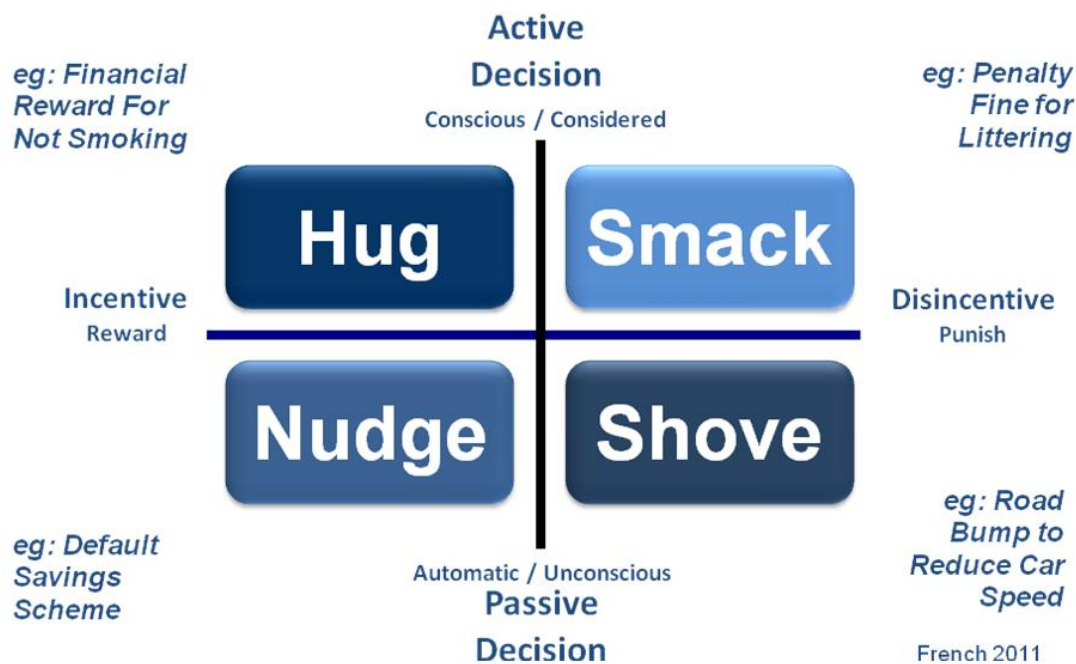 Active
Decision
Conscious / Considered
eg: Financial
Reward For
Not Smoking
eg: Penalty
Fine for
Littering
Hug
Smack
Incentive
Reward
Disincentive
Punish
Nudge
Shove
eg: Default
Savings
Scheme
eg: Road
Bump to
Reduce Car
Speed
Automatic / Unconscious
Passive
Decision
French 2011